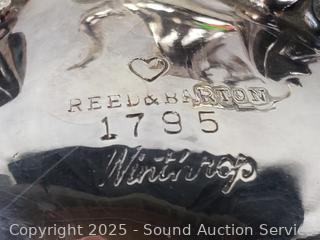 REED & BARTON
1795
Winthrop
Copyright 2025 - Sound Auction Service